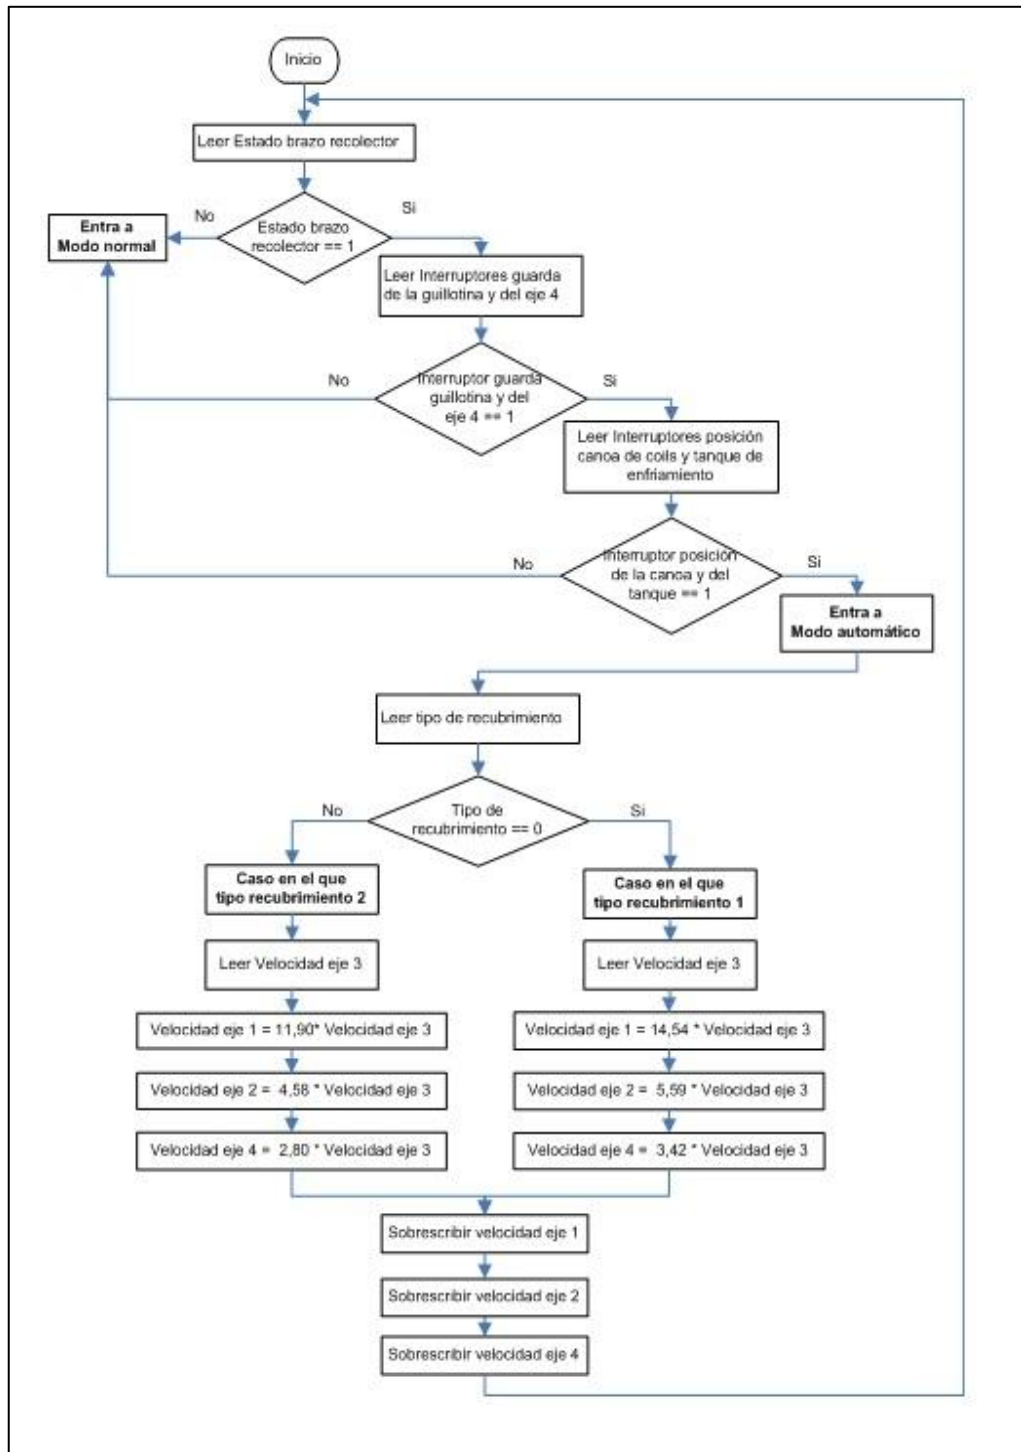 Inicio
Leer Estado brazo recolector
No
Si
Estado brazo
recolector == 1
Entra a
Modo normal
Leer Interruptores guarda
de la guillotina y del eje 4
No
Si
Interruptor guarda
guillotina y del
eje 4 == 1
Leer Interruptores posición
canoa de coils y tanque de
enfriamiento
No
Si
Interruptor posición
de la canoa y del
tanque == 1
Entra a
Modo automático
Leer tipo de recubrimiento
No
Si
Tipo de
recubrimiento == 0
Caso en el que
tipo recubrimiento 2
Leer Velocidad eje 3
Velocidad eje 1 = 11,90* Velocidad eje 3
Velocidad eje 2 = 4,58 * Velocidad eje 3
Velocidad eje 4 = 2,80 * Velocidad eje 3
Caso en el que
tipo recubrimiento 1
Leer Velocidad eje 3
Velocidad eje 1 = 14,54 * Velocidad eje 3
Velocidad eje 2 = 5,59 * Velocidad eje 3
Velocidad eje 4 = 3,42 * Velocidad eje 3
Sobrescribir velocidad eje 1
Sobrescribir velocidad eje 2
Sobrescribir velocidad eje 4